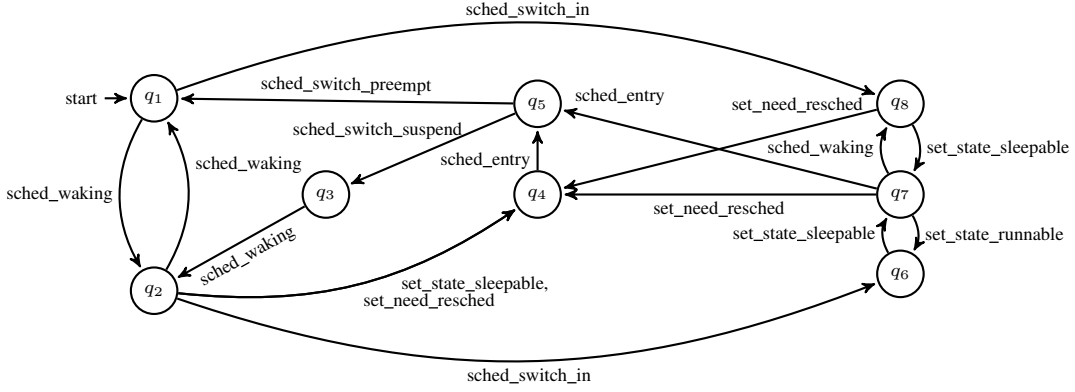 sched_switch_in
start
q1
sched_switch_preempt
q5
sched_entry
q8
set_need_resched
sched_switch_suspend
sched_waking
set_state_sleepable
sched_entry
sched_waking
sched_waking
q3
q4
q7
set_need_resched
set_state_sleepable
set_state_runnable
sched_waking
q2
q6
set_state_sleepable,
set_need_resched
sched_switch_in